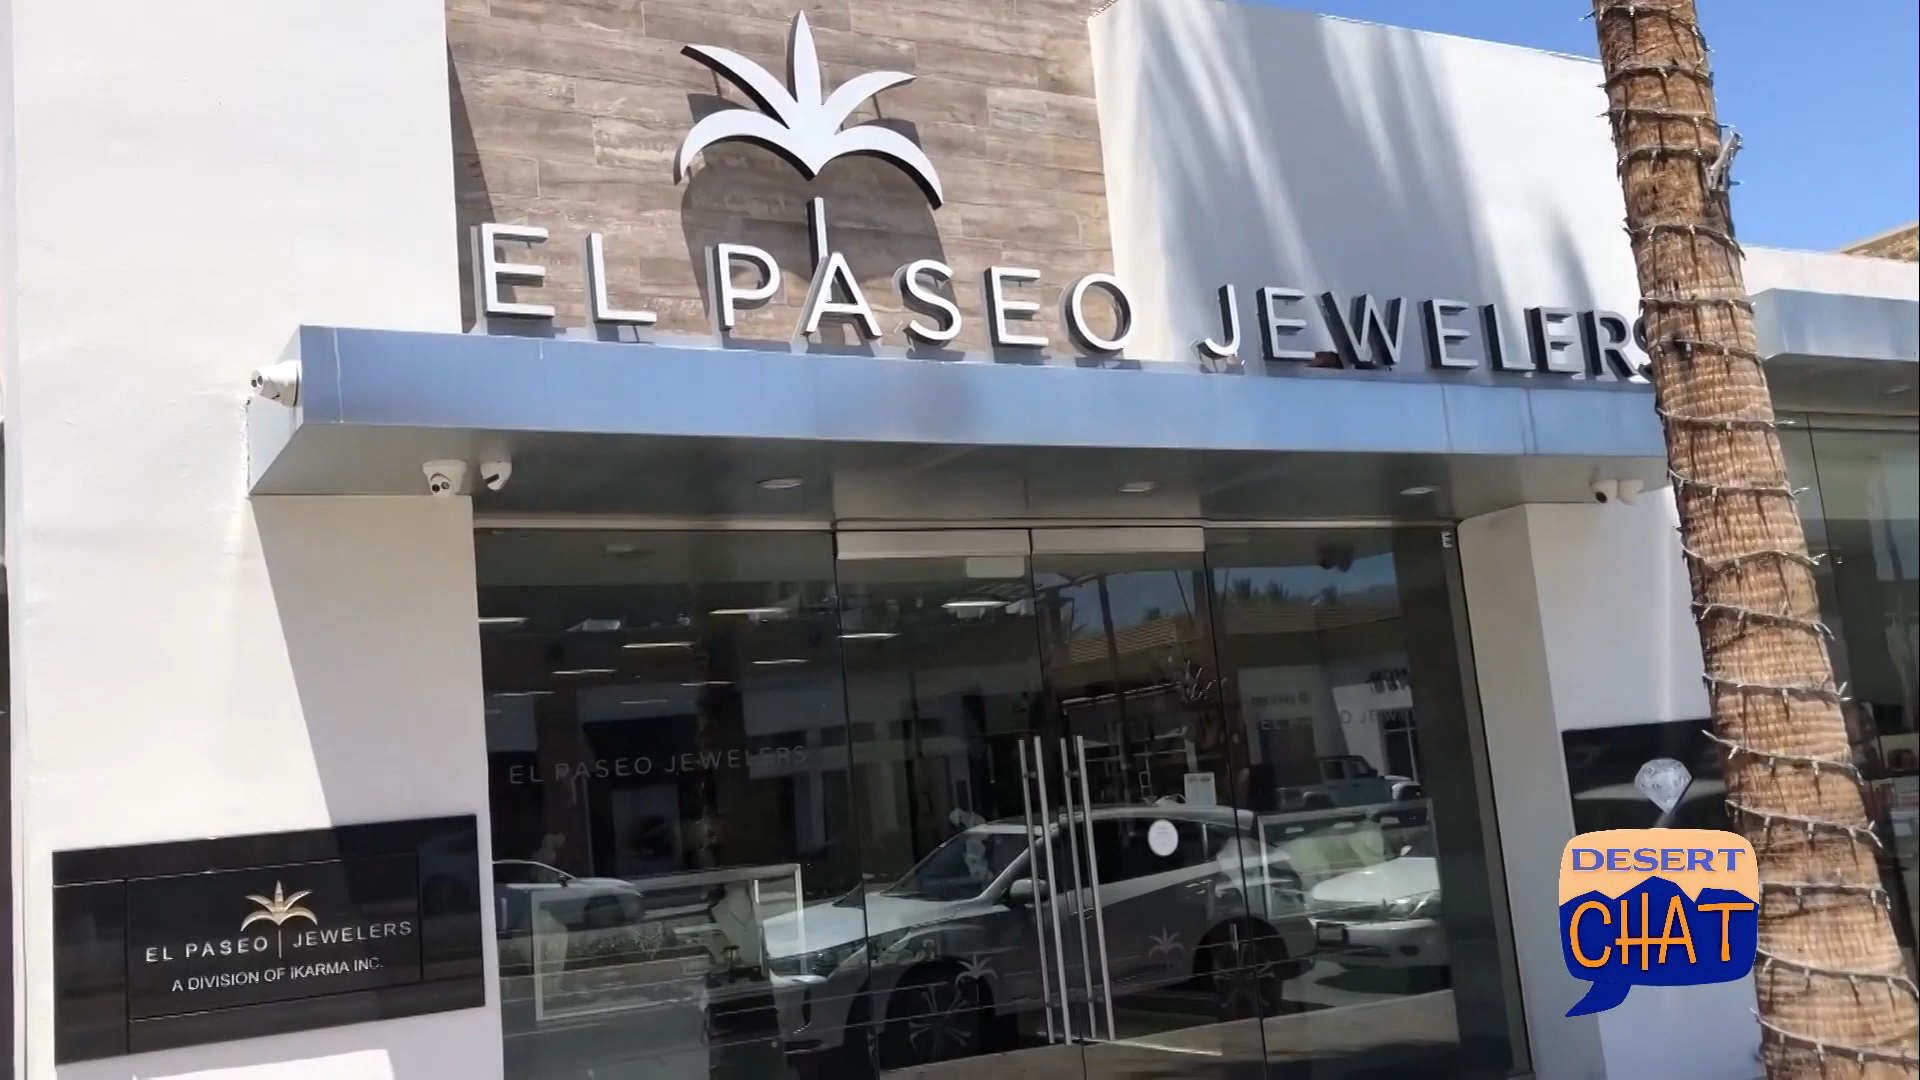 EL PASEO JEWELERS
EL PASEO JEWELERS
EL PASEO JEWELERS
A DIVISION OF IKARMA INC.
DESERT
CHAT